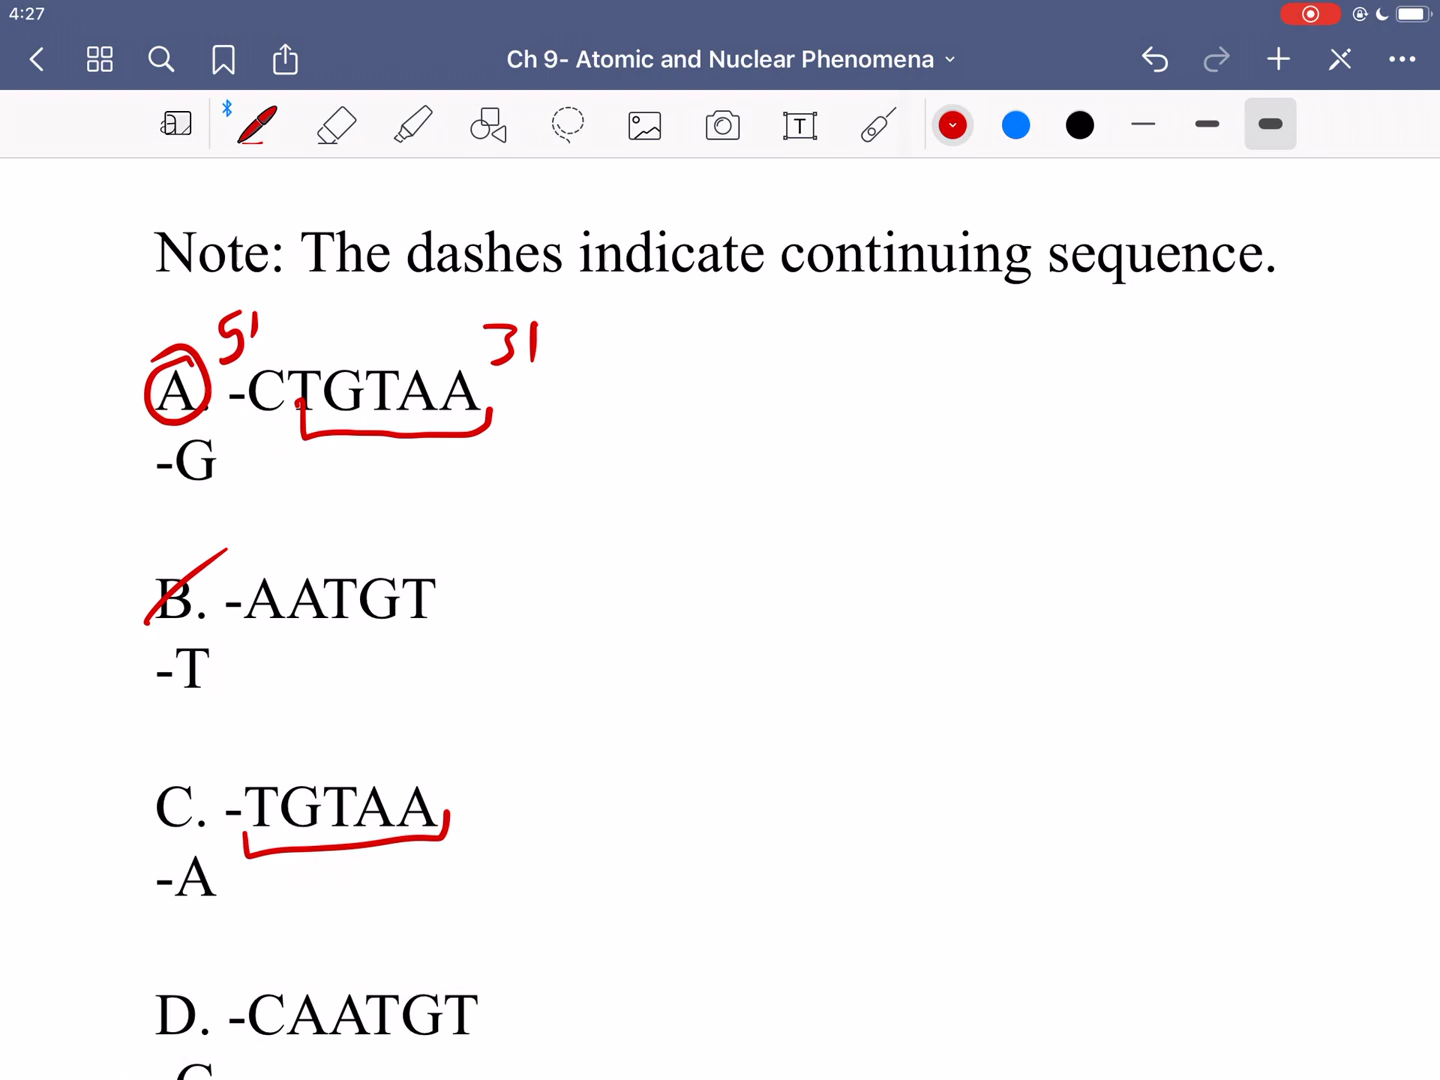 4:27
Ch 9- Atomic and Nuclear Phenomena
T
Note: The dashes indicate continuing sequence.
5' 3'
A. -CTGTAA
-G
B. -AATGT
-T
C. -TGTAA
-A
D. -CAATGT